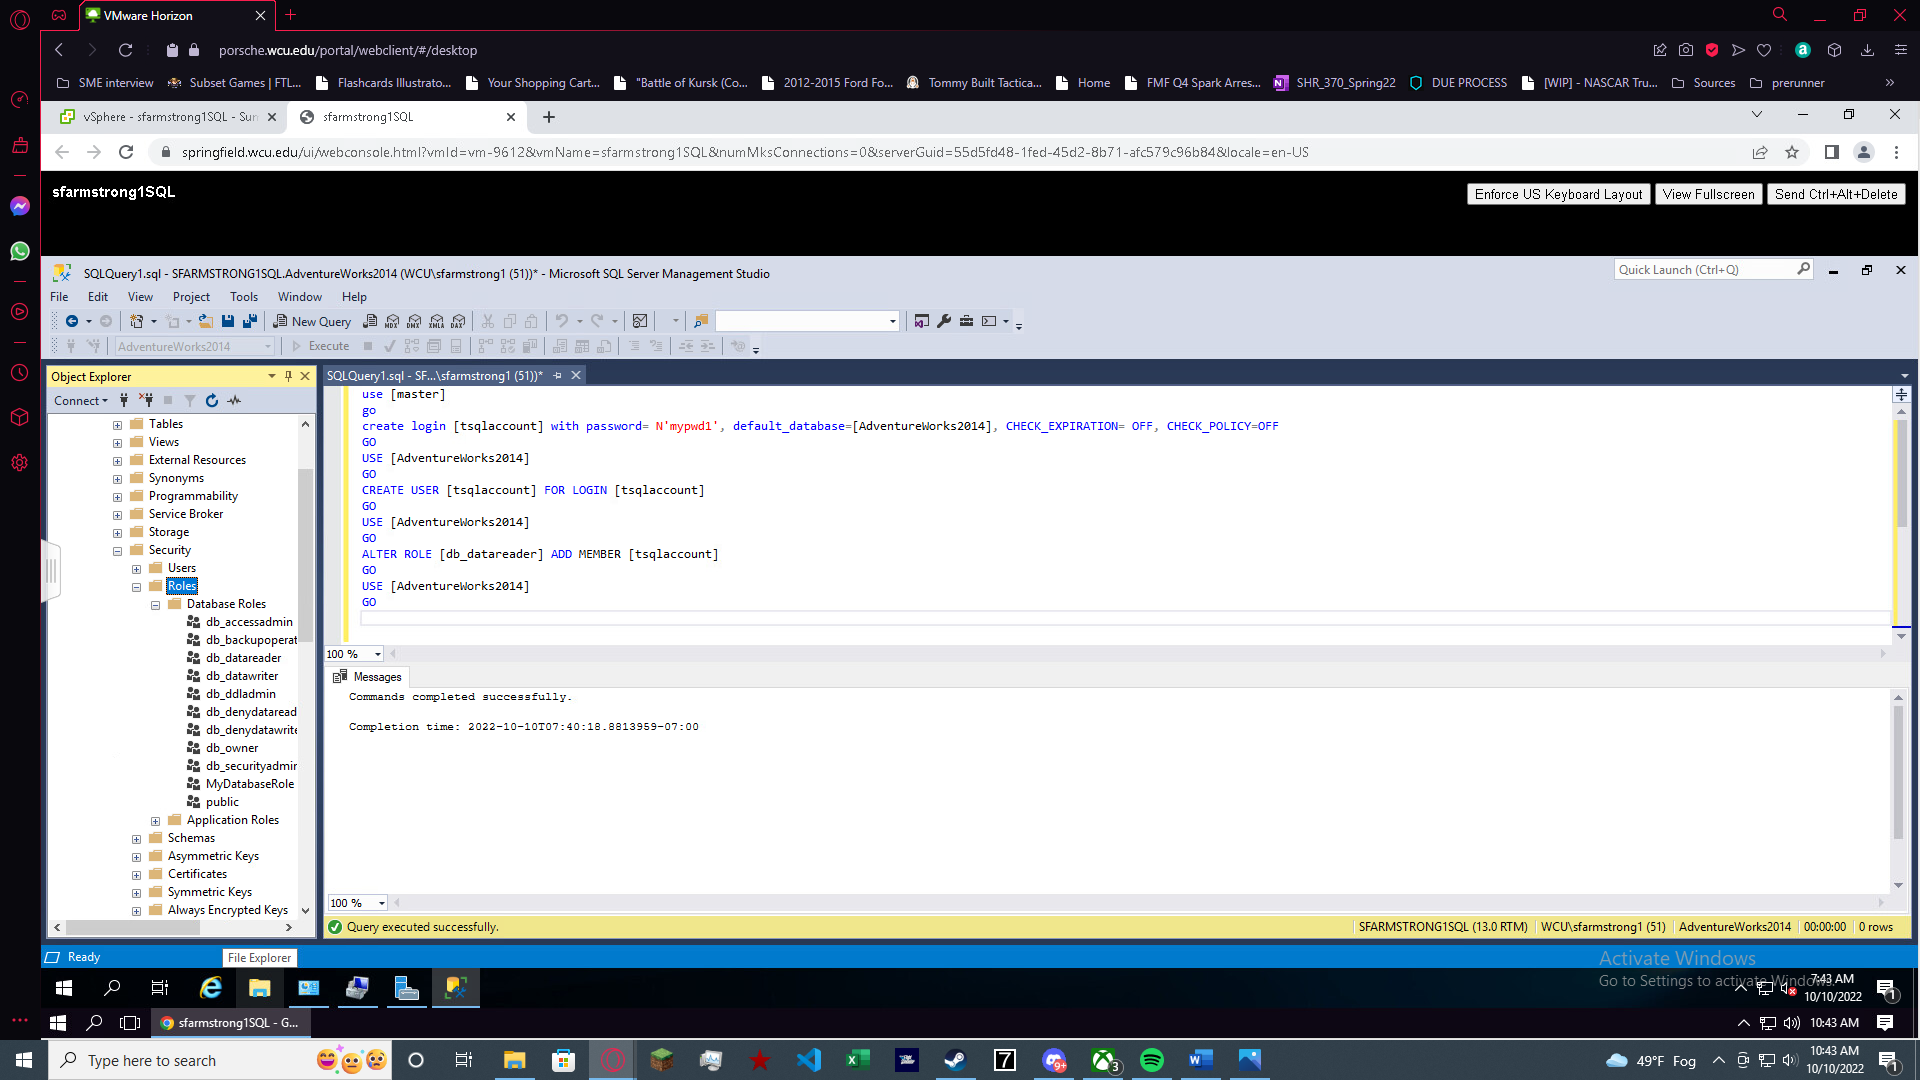 VMware Horizon
porsche.wcu.edu/portal/webclient/#/desktop
SME interview
Subset Games | FTL...
Flashcards Illustrato...
Your Shopping Cart...
"Battle of Kursk (Co...
2012-2015 Ford Fo...
Tommy Built Tactica...
Home
FMF Q4 Spark Arres...
SHR_370_Spring22
DUE PROCESS
[WIP] - NASCAR Tru...
Sources
prerunner
vSphere - sfarmstrong1SQL - Sum
sfarmstrong1SQL
springfield.wcu.edu/ui/webconsole.html?vmId=vm-9612&vmName=sfarmstrong1SQL&numMksConnections=0&serverGuid=55d5fd48-1fed-45d2-8b71-afc579c96b84&locale=en-US
sfarmstrong1SQL
Enforce US Keyboard Layout
View Fullscreen
Send Ctrl+Alt+Delete
SQLQuery1.sql - SFARMSTRONG1SQL.AdventureWorks2014 (WCU\sfarmstrong1 (51))* - Microsoft SQL Server Management Studio
Quick Launch (Ctrl+Q)
File Edit View Project Tools Window Help
New Query
MDX DMX XMLA DAX
AdventureWorks2014
Execute
Object Explorer
Connect
Tables
Views
External Resources
Synonyms
Programmability
Service Broker
Storage
Security
Users
Roles
Database Roles
db_accessadmin
db_backupoperat
db_datareader
db_datawriter
db_ddladmin
db_denydataread
db_denydatawrite
db_owner
db_securityadmin
MyDatabaseRole
public
Application Roles
Schemas
Asymmetric Keys
Certificates
Symmetric Keys
Always Encrypted Keys
SQLQuery1.sql - SF...\sfarmstrong1 (51))*
use [master]
go
create login [tsqlaccount] with password= N'mypwd1', default_database=[AdventureWorks2014], CHECK_EXPIRATION= OFF, CHECK_POLICY=OFF
GO
USE [AdventureWorks2014]
GO
CREATE USER [tsqlaccount] FOR LOGIN [tsqlaccount]
GO
USE [AdventureWorks2014]
GO
ALTER ROLE [db_datareader] ADD MEMBER [tsqlaccount]
GO
USE [AdventureWorks2014]
GO
100 %
Messages
Commands completed successfully.
Completion time: 2022-10-10T07:40:18.8813959-07:00
100 %
Query executed successfully.
SFARMSTRONG1SQL (13.0 RTM)
WCU\sfarmstrong1 (51)
AdventureWorks2014
00:00:00
0 rows
Ready
File Explorer
Activate Windows
Go to Settings to activate Windows.
7:43 AM
10/10/2022
1
sfarmstrong1SQL - G...
10:43 AM
Type here to search
7
9+
3
49°F Fog
10:43 AM
10/10/2022
1